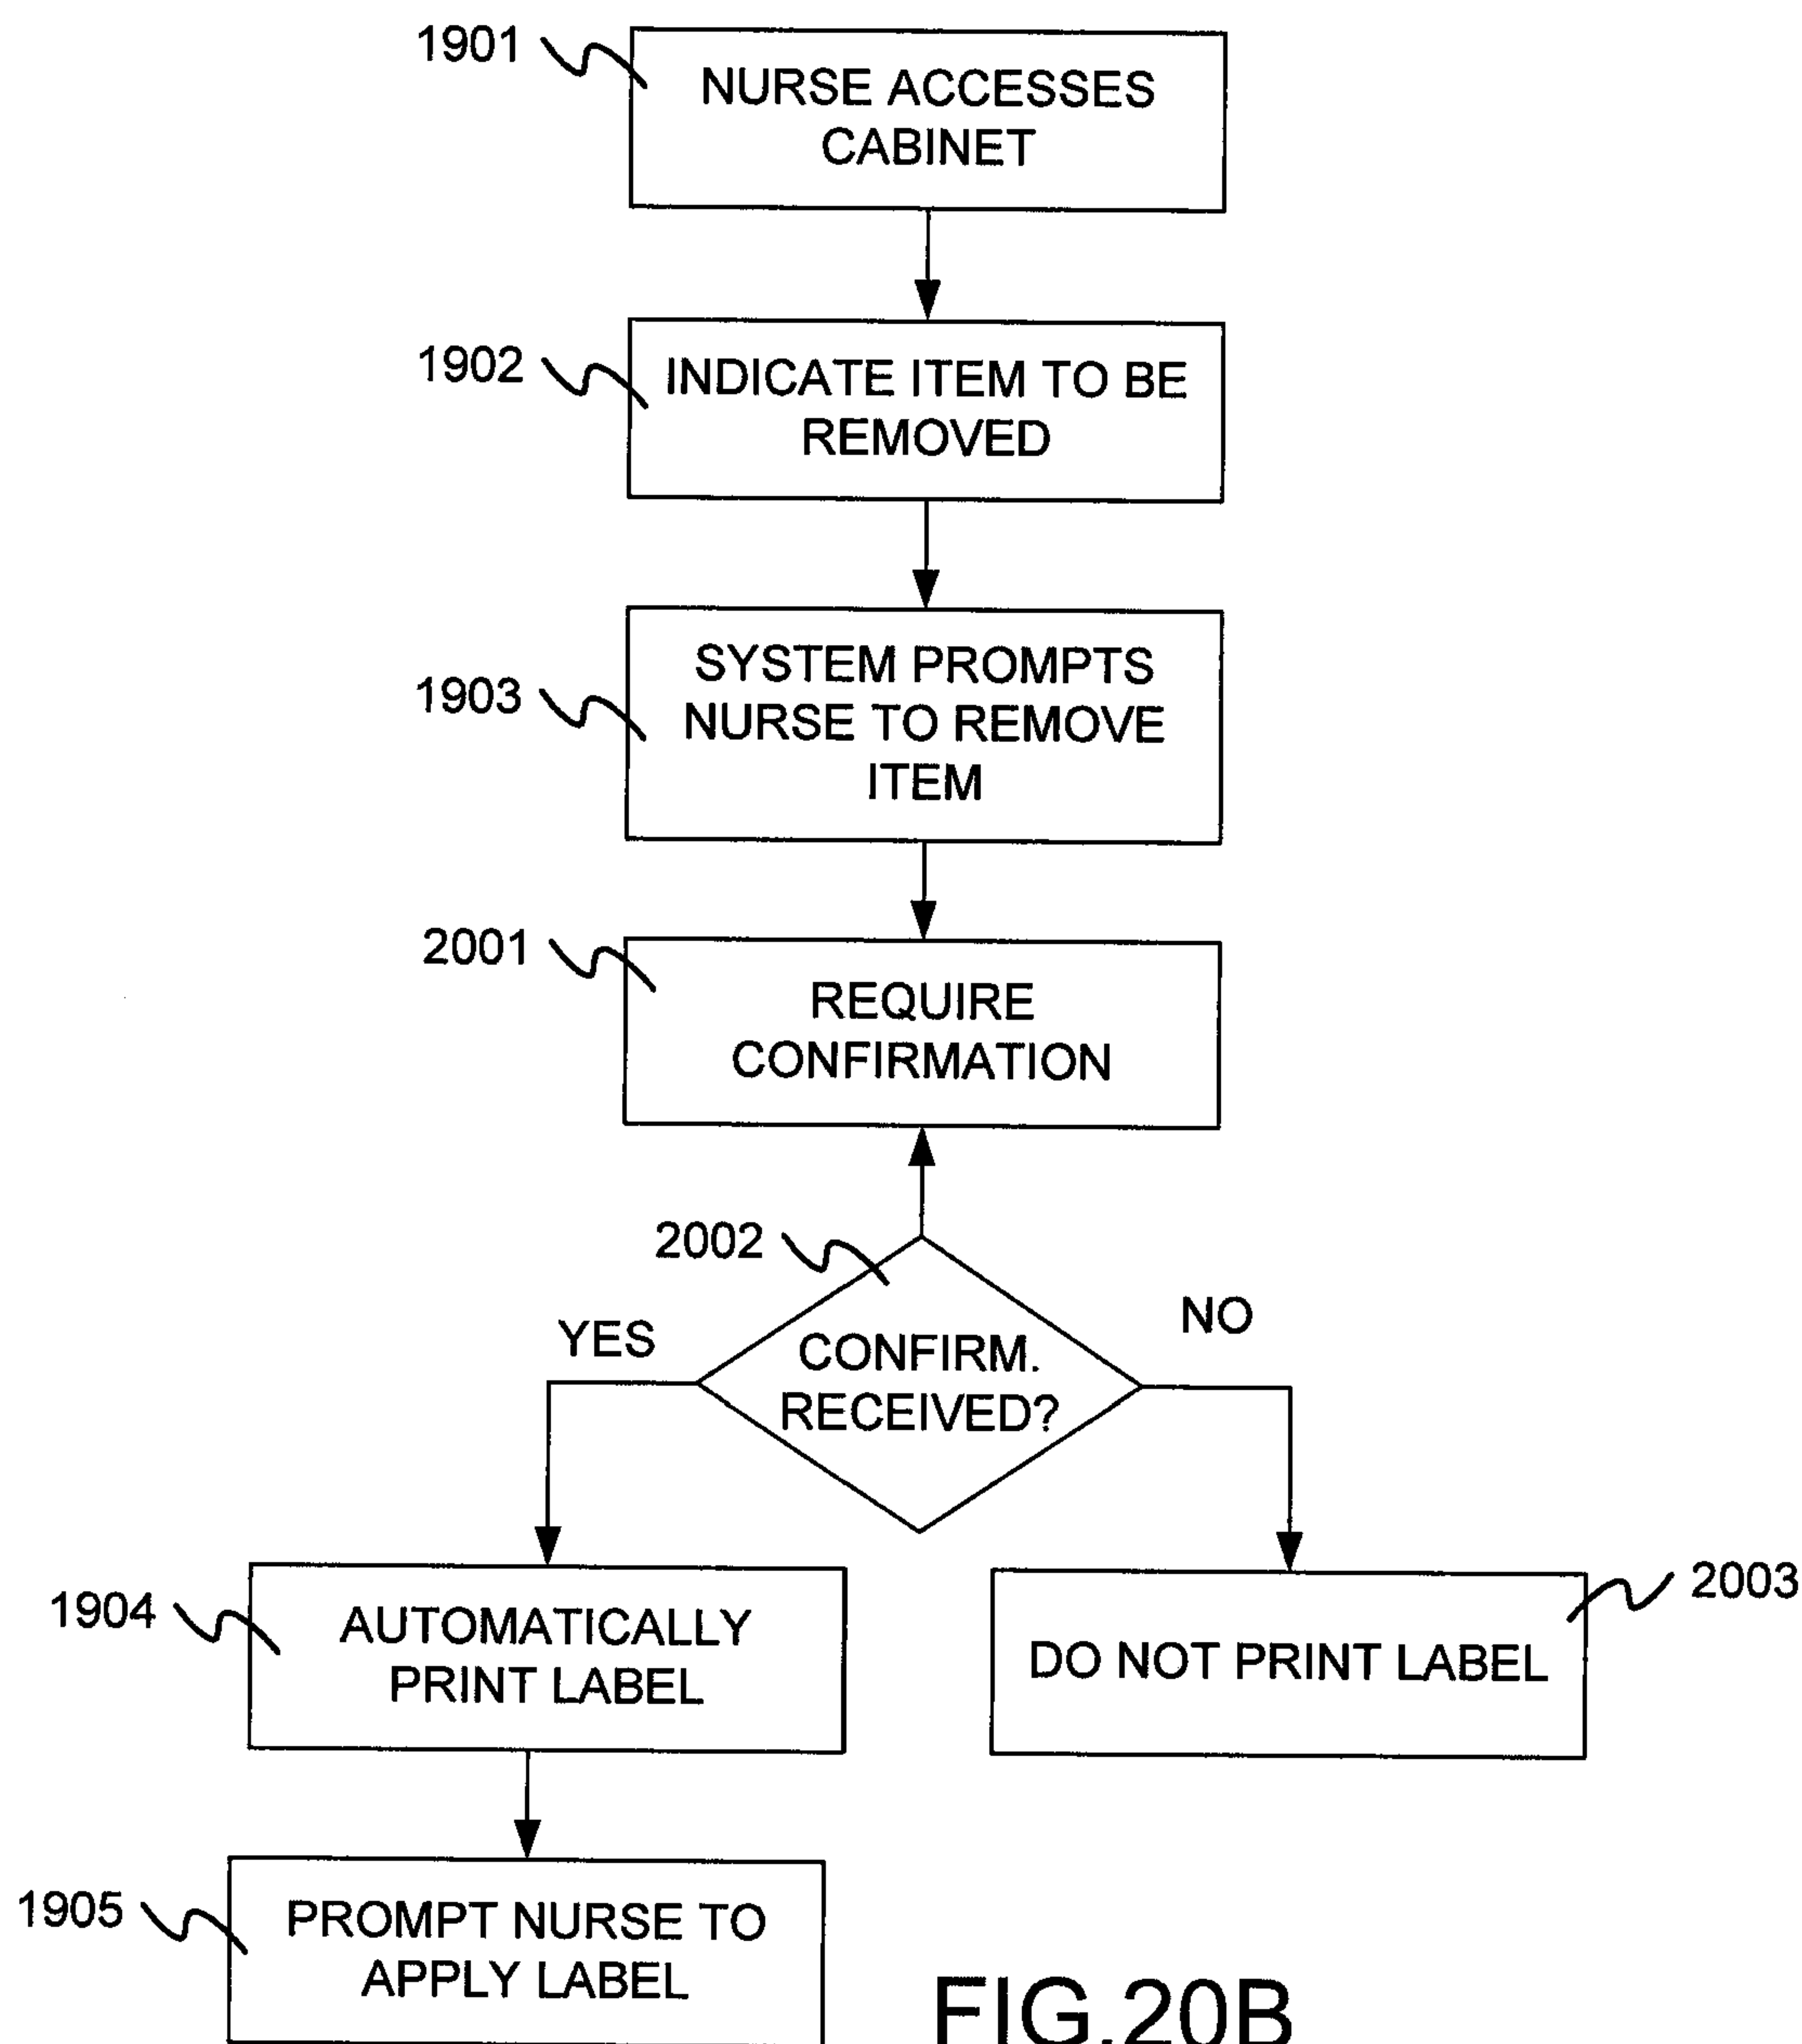 1901
NURSE ACCESSES
CABINET
1902
INDICATE ITEM TO BE
REMOVED
1903
SYSTEM PROMPTS
NURSE TO REMOVE
ITEM
2001
REQUIRE
CONFIRMATION
2002
YES
NO
CONFIRM.
RECEIVED?
1904
AUTOMATICALLY
PRINT LABEL
2003
DO NOT PRINT LABEL
1905
PROMPT NURSE TO
APPLY LABEL
FIG.20B